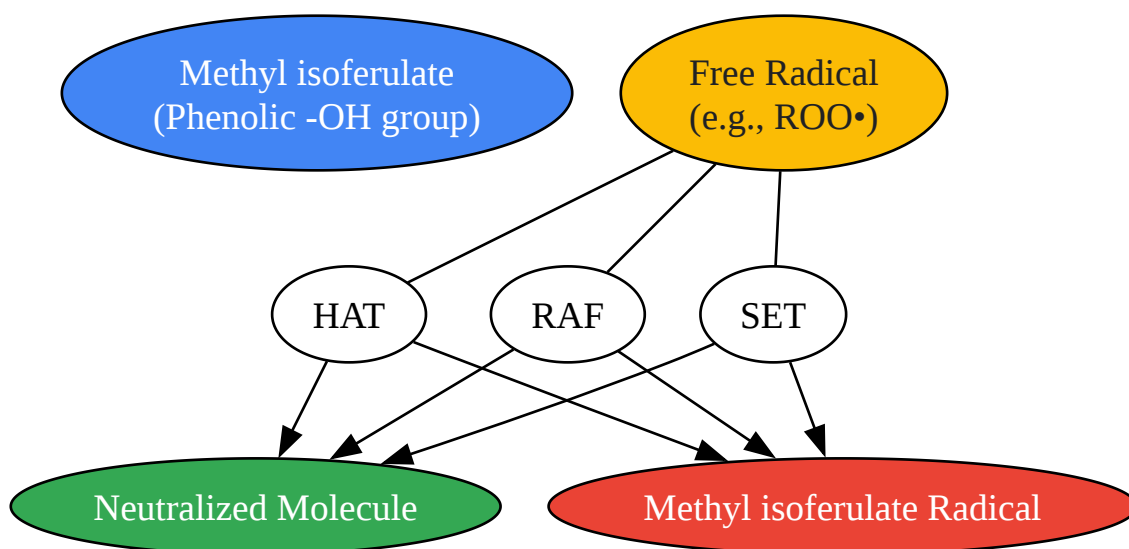 Methyl isoferulate
(Phenolic -OH group)
Free Radical
(e.g., ROO•)
HAT
RAF
SET
Neutralized Molecule
Methyl isoferulate Radical